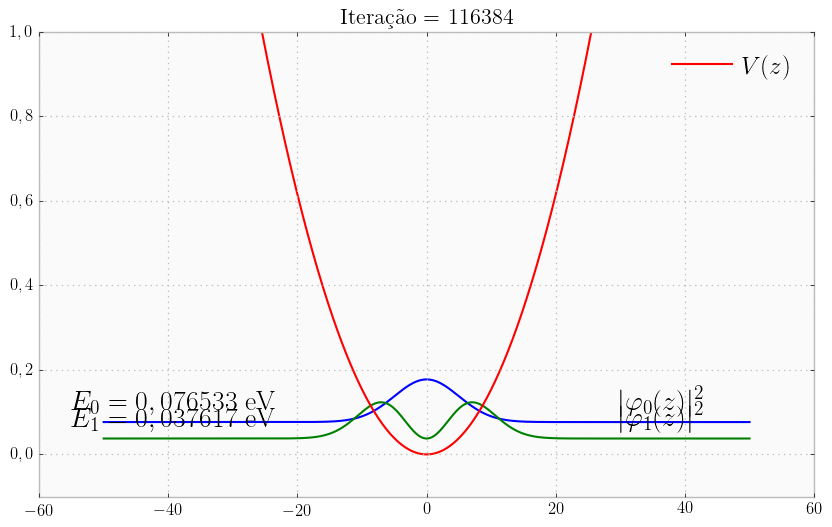 Iteração = 116384
V(z)
1,0
0,8
0,6
0,4
0,2
0,0
E₀ = 0,076533 eV
|φ₀(z)|²
E₁ = 0,037617 eV
|φ₁(z)|²
−60 −40 −20 0 20 40 60